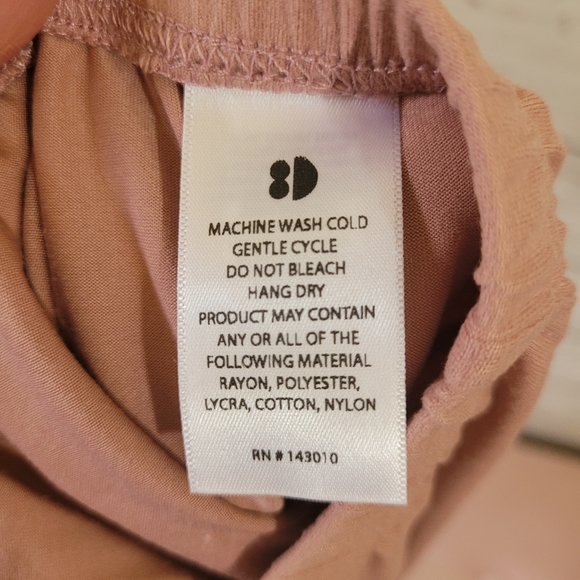 8D
MACHINE WASH COLD
GENTLE CYCLE
DO NOT BLEACH
HANG DRY
PRODUCT MAY CONTAIN
ANY OR ALL OF THE
FOLLOWING MATERIAL
RAYON, POLYESTER,
LYCRA, COTTON, NYLON
RN # 143010